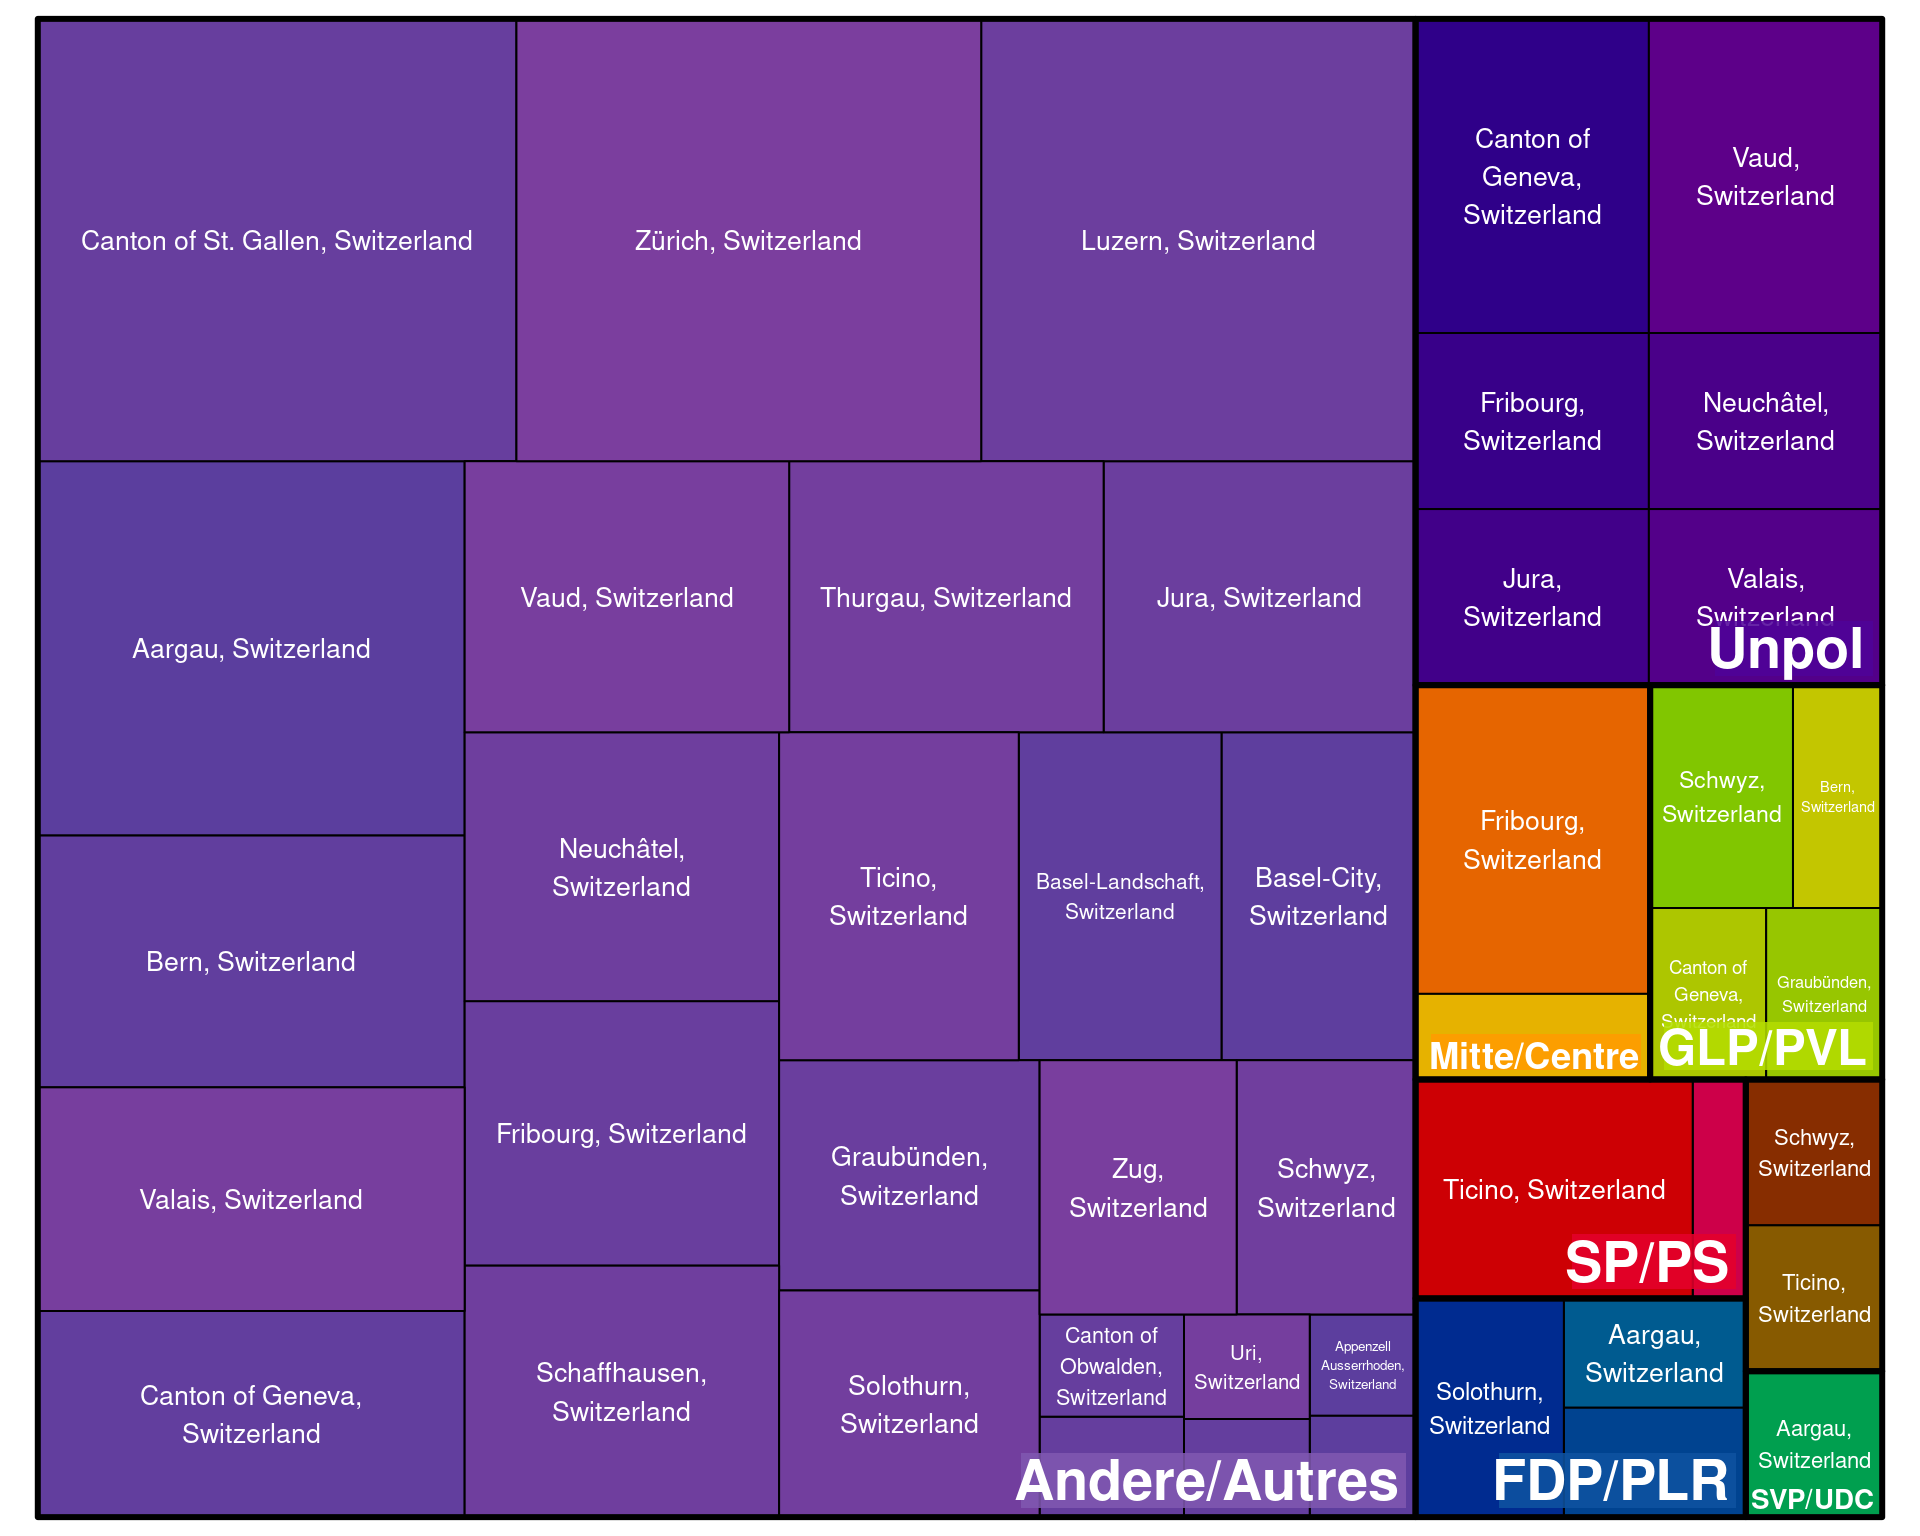 Canton of St. Gallen, Switzerland
Zürich, Switzerland
Luzern, Switzerland
Aargau, Switzerland
Vaud, Switzerland
Thurgau, Switzerland
Jura, Switzerland
Bern, Switzerland
Neuchâtel,
Switzerland
Ticino,
Switzerland
Basel-Landschaft,
Switzerland
Basel-City,
Switzerland
Valais, Switzerland
Fribourg, Switzerland
Graubünden,
Switzerland
Zug,
Switzerland
Schwyz,
Switzerland
Canton of Geneva,
Switzerland
Schaffhausen,
Switzerland
Solothurn,
Switzerland
Canton of
Obwalden,
Switzerland
Uri,
Switzerland
Appenzell
Ausserrhoden,
Switzerland
Andere/Autres
Canton of
Geneva,
Switzerland
Vaud,
Switzerland
Fribourg,
Switzerland
Neuchâtel,
Switzerland
Jura,
Switzerland
Valais,
Switzerland
Unpol
Fribourg,
Switzerland
Mitte/Centre
Schwyz,
Switzerland
Bern,
Switzerland
Canton of
Geneva,
Switzerland
Graubünden,
Switzerland
GLP/PVL
Ticino, Switzerland
SP/PS
Schwyz,
Switzerland
Ticino,
Switzerland
Solothurn,
Switzerland
Aargau,
Switzerland
FDP/PLR
Aargau,
Switzerland
SVP/UDC